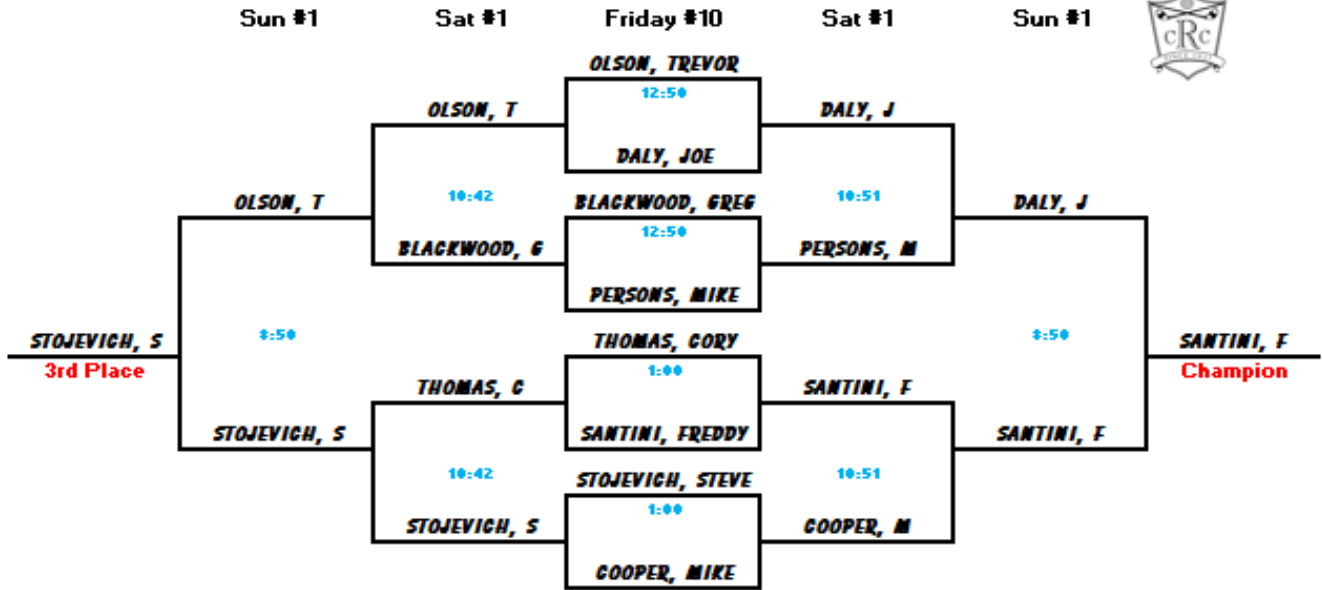 Sun #1 Sat #1 Friday #10 Sat #1 Sun #1
cRc
OLSON, TREVOR
12:50
OLSON, T DALY, J
DALY, JOE
OLSON, T 10:42 BLACKWOOD, GREG 10:51 DALY, J
12:50
BLACKWOOD, G PERSONS, M
PERSONS, MIKE
STOJEVICH, S 8:50 THOMAS, CORY 8:50 SANTINI, F
3rd Place 1:00 Champion
THOMAS, C SANTINI, F
STOJEVICH, S SANTINI, FREDDY SANTINI, F
10:42 STOJEVICH, STEVE 10:51
1:00
STOJEVICH, S COOPER, M
COOPER, MIKE